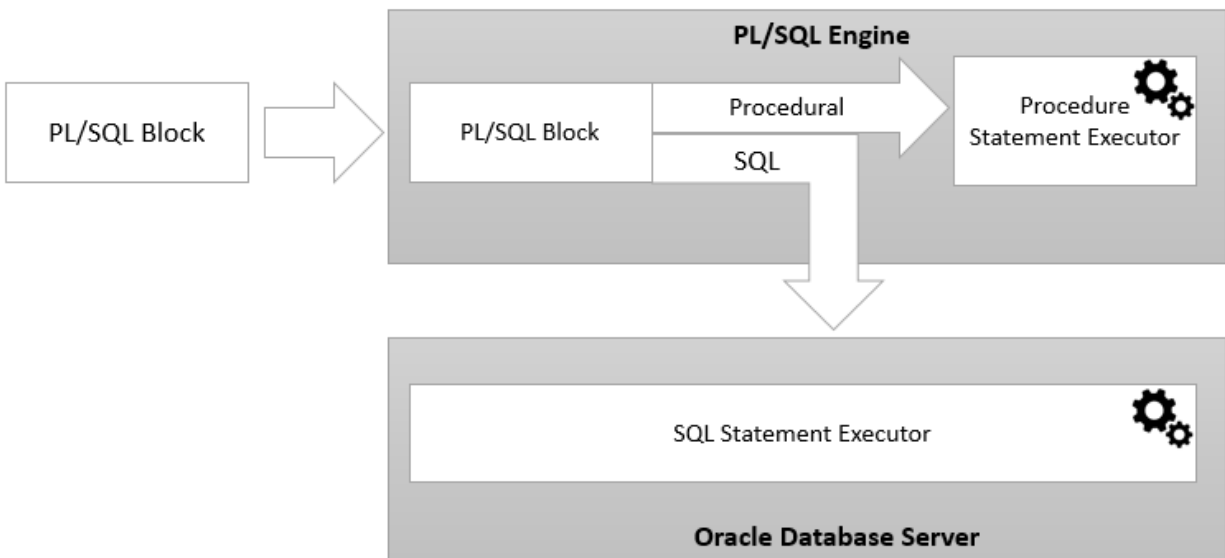 PL/SQL Engine
PL/SQL Block
PL/SQL Block
Procedural
SQL
Procedure
Statement Executor
SQL Statement Executor
Oracle Database Server